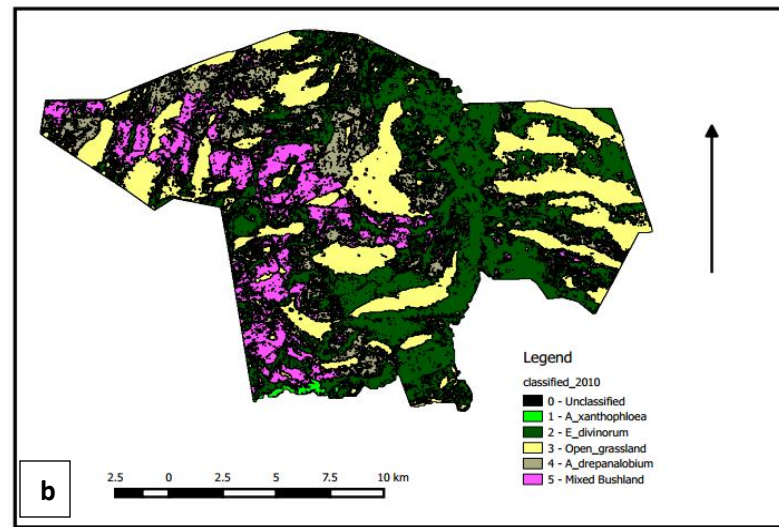 Legend
classified_2010
0 - Unclassified
1 - A_xanthophloea
2 - E_divinorum
3 - Open_grassland
4 - A_drepanalobium
5 - Mixed Bushland
b
2.5 0 2.5 5 7.5 10 km